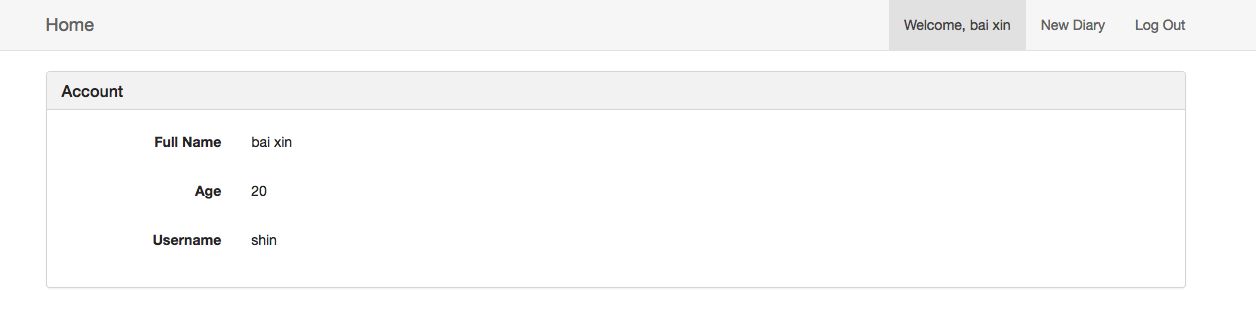 Home Welcome, bai xin New Diary Log Out
Account
Full Name bai xin
Age 20
Username shin